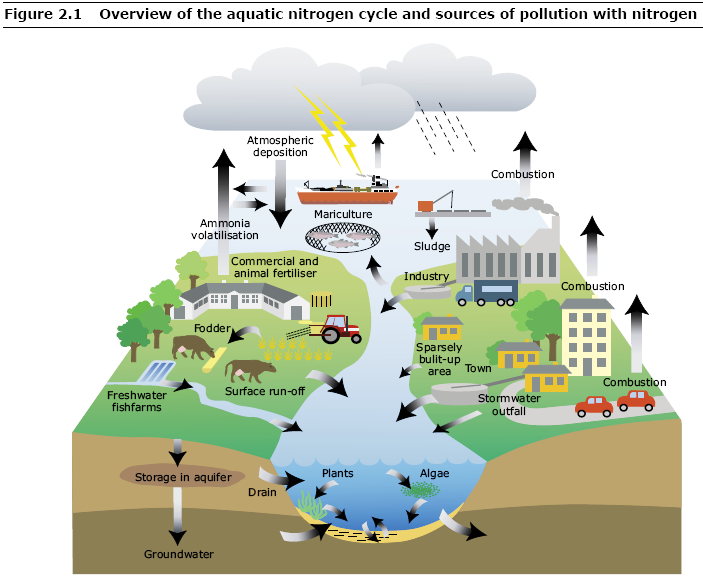 Figure 2.1 Overview of the aquatic nitrogen cycle and sources of pollution with nitrogen
Atmospheric
deposition
Combustion
Mariculture
Ammonia
volatilisation
Sludge
Commercial and
animal fertiliser
Industry
Combustion
Fodder
Sparsely
bulit-up
area
Town
Combustion
Freshwater
fishfarms
Surface run-off
Stormwater
outfall
Storage in aquifer
Plants
Algae
Drain
Groundwater